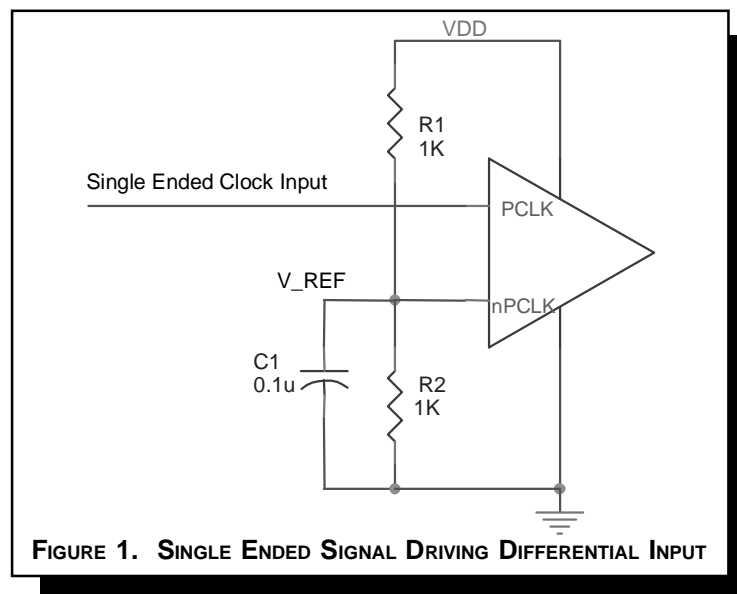 VDD
R1
1K
Single Ended Clock Input
PCLK
V_REF
nPCLK
C1
0.1u
R2
1K
FIGURE 1. SINGLE ENDED SIGNAL DRIVING DIFFERENTIAL INPUT